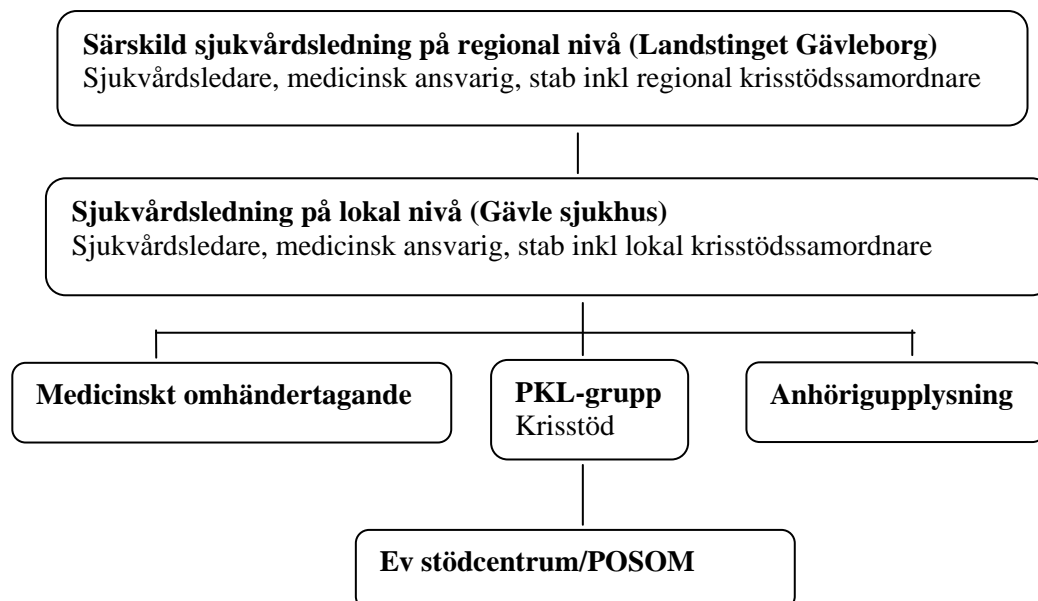 Särskild sjukvårdsledning på regional nivå (Landstinget Gävleborg)
Sjukvårdsledare, medicinsk ansvarig, stab inkl regional krisstödssamordnare
Sjukvårdsledning på lokal nivå (Gävle sjukhus)
Sjukvårdsledare, medicinsk ansvarig, stab inkl lokal krisstödssamordnare
Medicinskt omhändertagande
PKL-grupp
Krisstöd
Anhörigupplysning
Ev stödcentrum/POSOM